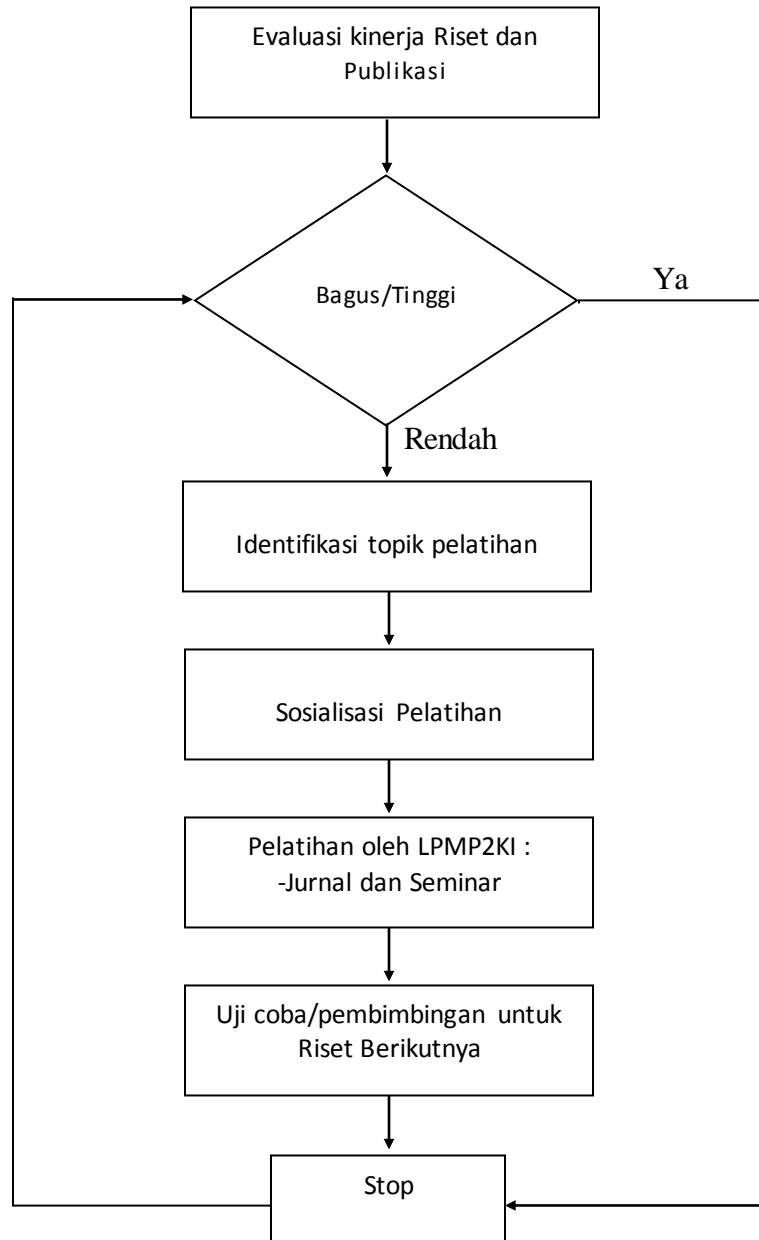 Evaluasi kinerja Riset dan
Publikasi
Bagus/Tinggi
Ya
Rendah
Identifikasi topik pelatihan
Sosialisasi Pelatihan
Pelatihan oleh LPMP2KI :
-Jurnal dan Seminar
Uji coba/pembimbingan untuk
Riset Berikutnya
Stop